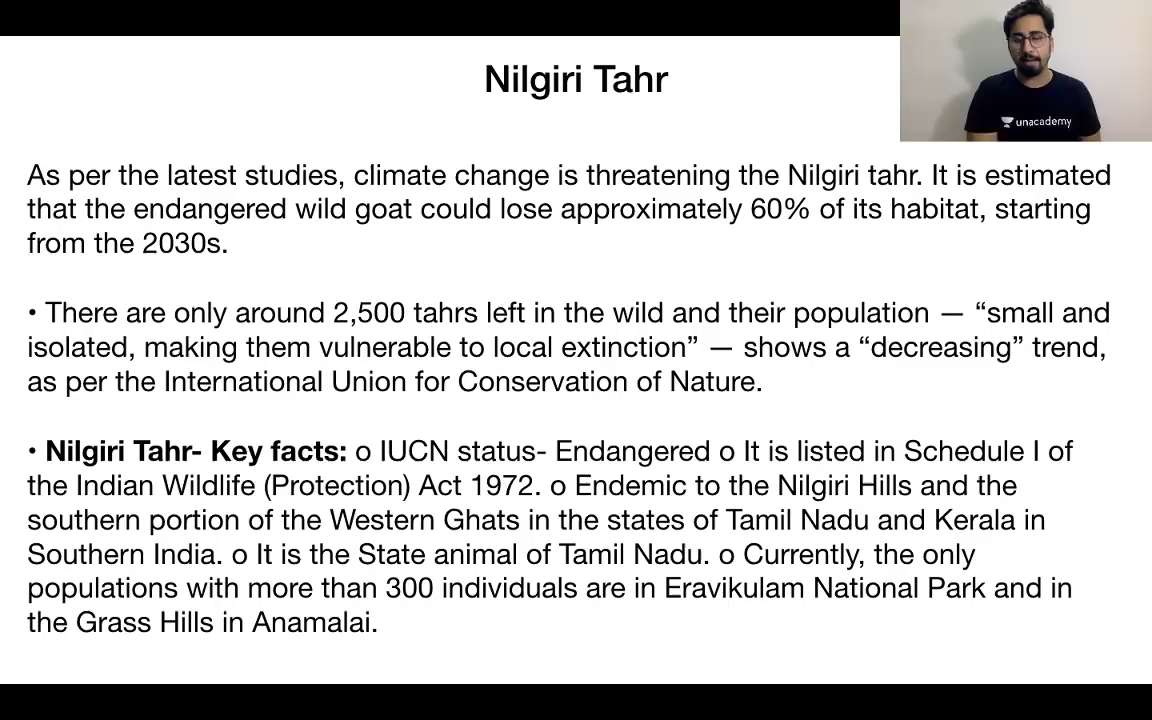 Nilgiri Tahr
unacademy
As per the latest studies, climate change is threatening the Nilgiri tahr. It is estimated
that the endangered wild goat could lose approximately 60% of its habitat, starting
from the 2030s.
• There are only around 2,500 tahrs left in the wild and their population — “small and
isolated, making them vulnerable to local extinction” — shows a “decreasing” trend,
as per the International Union for Conservation of Nature.
• Nilgiri Tahr- Key facts: o IUCN status- Endangered o It is listed in Schedule I of
the Indian Wildlife (Protection) Act 1972. o Endemic to the Nilgiri Hills and the
southern portion of the Western Ghats in the states of Tamil Nadu and Kerala in
Southern India. o It is the State animal of Tamil Nadu. o Currently, the only
populations with more than 300 individuals are in Eravikulam National Park and in
the Grass Hills in Anamalai.